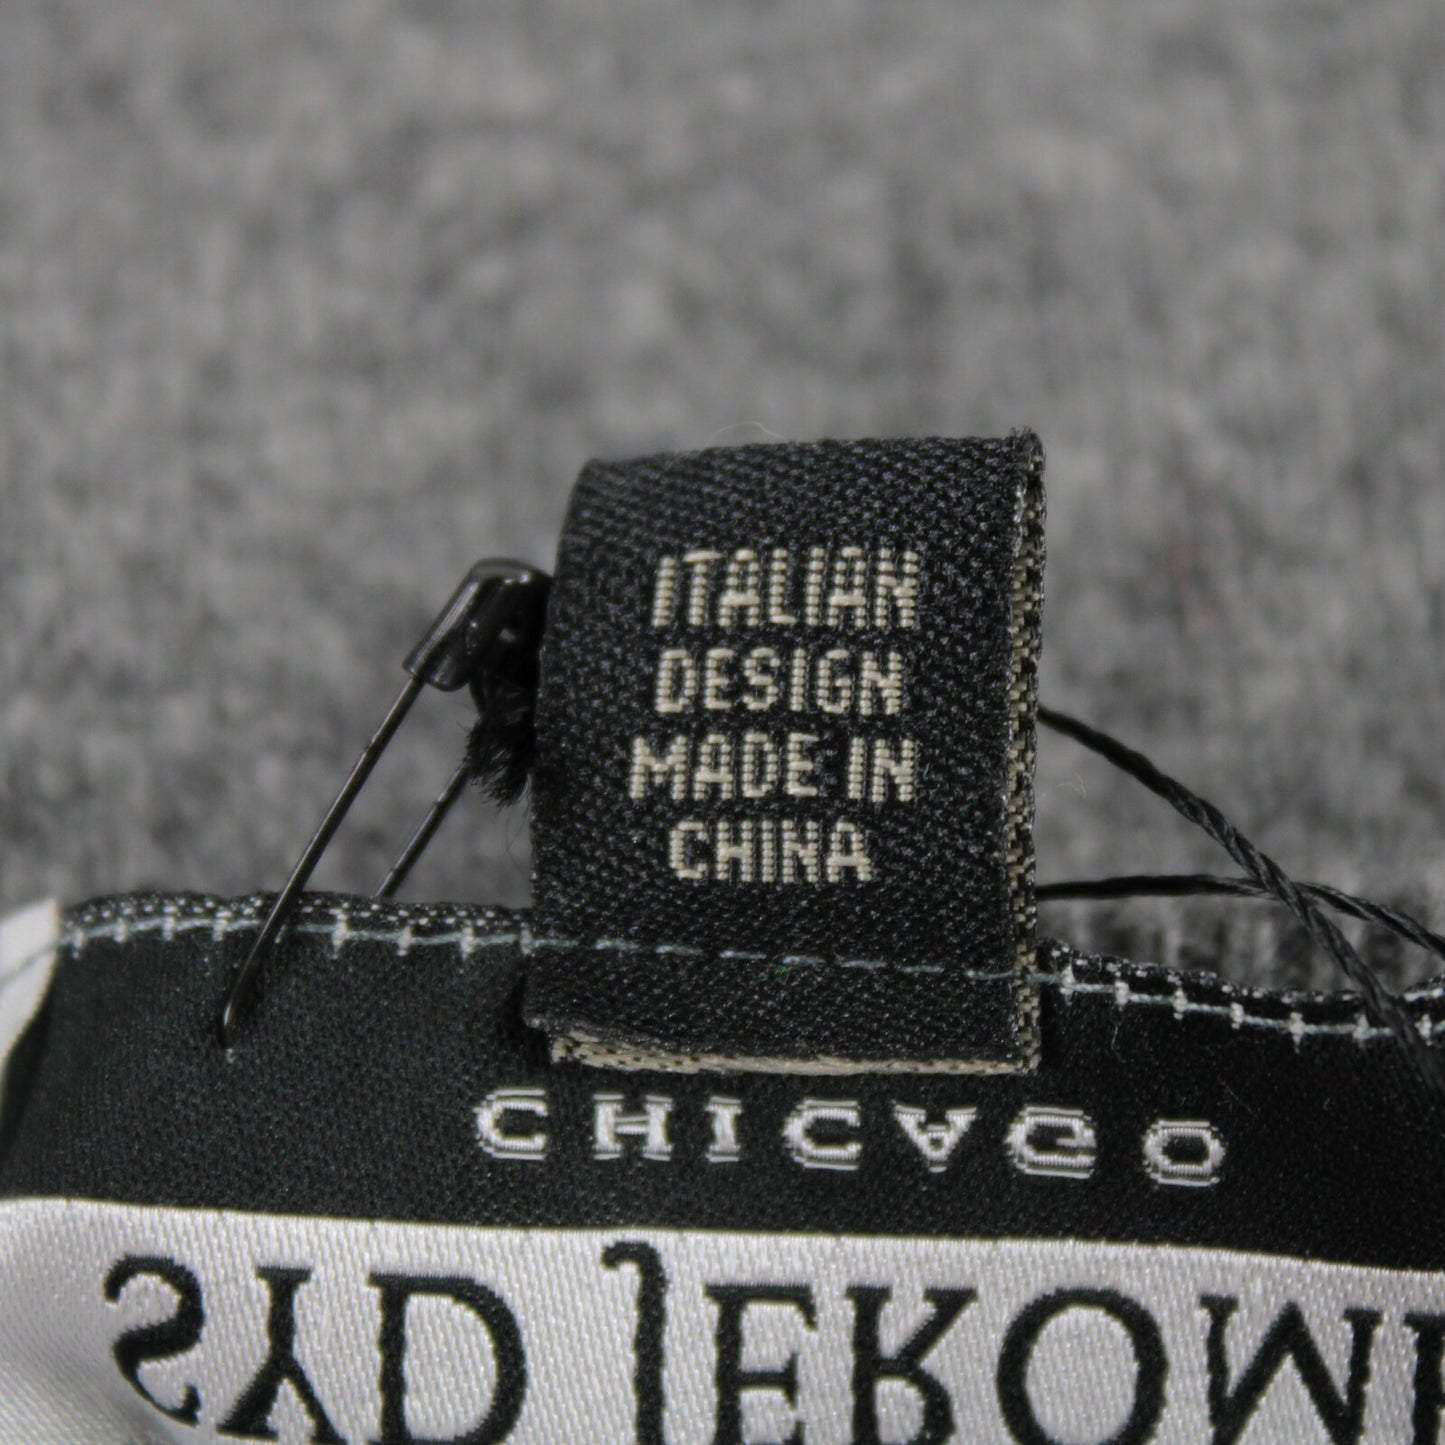 ITALIAN
DESIGN
MADE IN
CHINA
CHICAGO
SYD JEROME